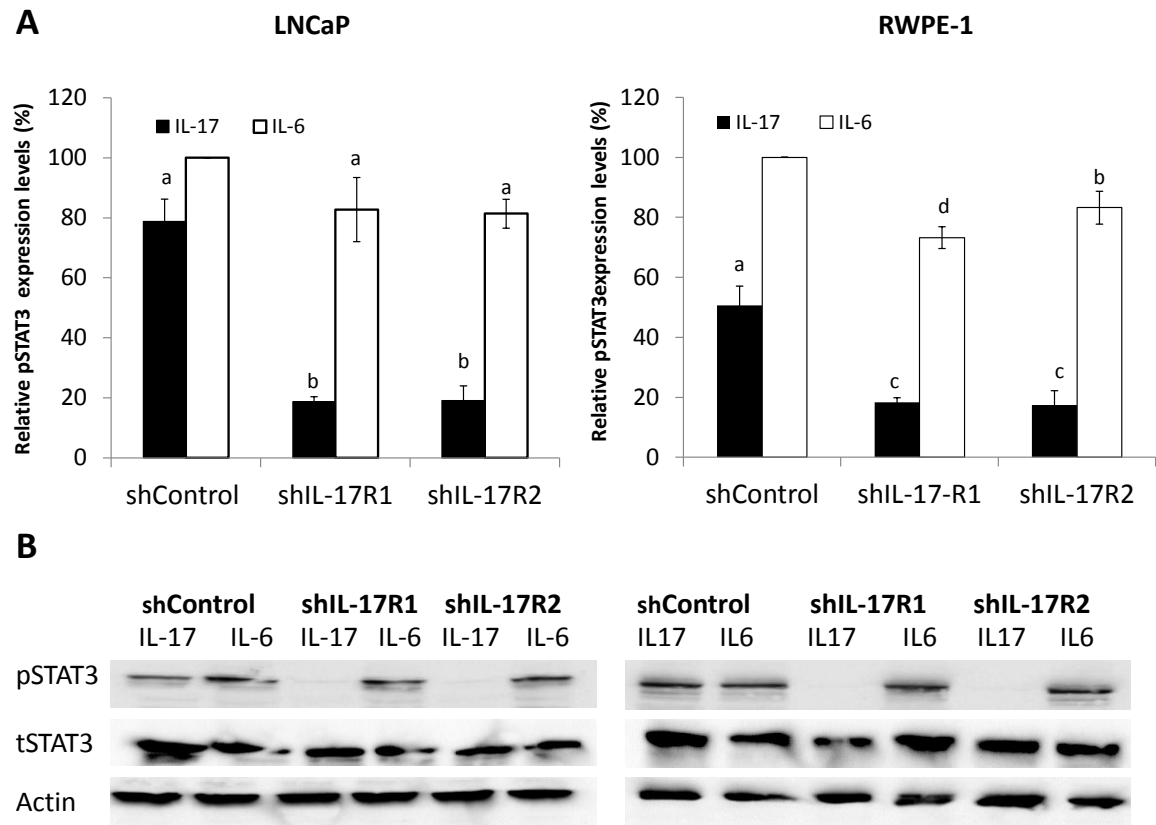 A
LNCaP
RWPE-1
Relative pSTAT3 expression levels (%)
120
100
80
60
40
20
0
IL-17 IL-6
a
a
a
b
b
shControl shIL-17R1 shIL-17R2
Relative pSTAT3expression levels (%)
120
100
80
60
40
20
0
IL-17 IL-6
a
d
b
c
c
shControl shIL-17-R1 shIL-17R2
B
shControl shIL-17R1 shIL-17R2
IL-17 IL-6 IL-17 IL-6 IL-17 IL-6
shControl shIL-17R1 shIL-17R2
IL17 IL6 IL17 IL6 IL17 IL6
pSTAT3
tSTAT3
Actin